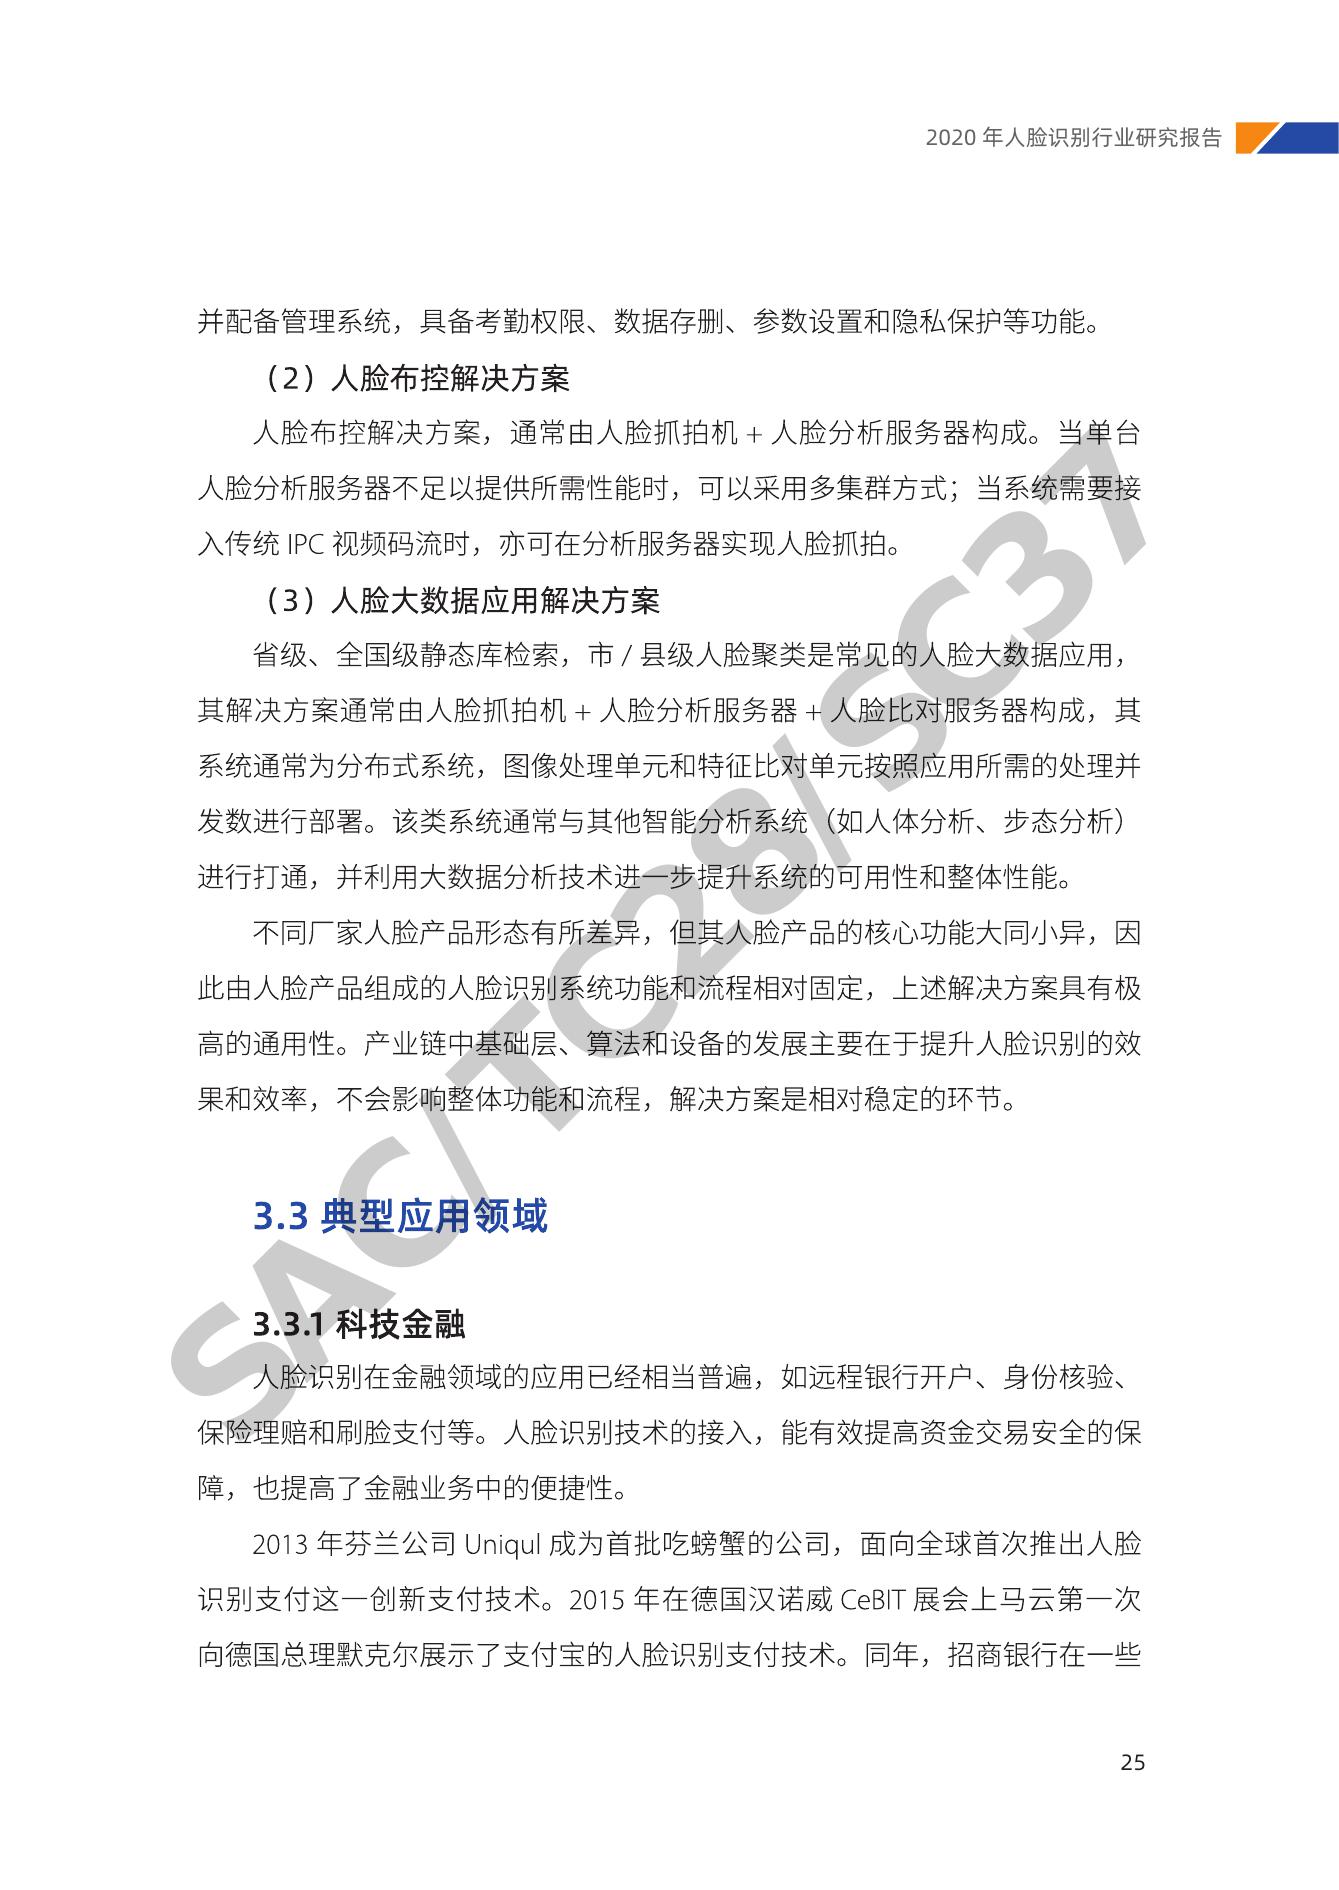 2020 年人脸识别行业研究报告
并配备管理系统，具备考勤权限、数据存删、参数设置和隐私保护等功能。
（2）人脸布控解决方案
人脸布控解决方案，通常由人脸抓拍机 + 人脸分析服务器构成。当单台
人脸分析服务器不足以提供所需性能时，可以采用多集群方式；当系统需要接
入传统 IPC 视频码流时，亦可在分析服务器实现人脸抓拍。
（3）人脸大数据应用解决方案
省级、全国级静态库检索，市 / 县级人脸聚类是常见的人脸大数据应用，
其解决方案通常由人脸抓拍机 + 人脸分析服务器 + 人脸比对服务器构成，其
系统通常为分布式系统，图像处理单元和特征比对单元按照应用所需的处理并
发数进行部署。该类系统通常与其他智能分析系统（如人体分析、步态分析）
进行打通，并利用大数据分析技术进一步提升系统的可用性和整体性能。
不同厂家人脸产品形态有所差异，但其人脸产品的核心功能大同小异，因
此由人脸产品组成的人脸识别系统功能和流程相对固定，上述解决方案具有极
高的通用性。产业链中基础层、算法和设备的发展主要在于提升人脸识别的效
果和效率，不会影响整体功能和流程，解决方案是相对稳定的环节。
3.3 典型应用领域
3.3.1 科技金融
人脸识别在金融领域的应用已经相当普遍，如远程银行开户、身份核验、
保险理赔和刷脸支付等。人脸识别技术的接入，能有效提高资金交易安全的保
障，也提高了金融业务中的便捷性。
2013 年芬兰公司 Uniqul 成为首批吃螃蟹的公司，面向全球首次推出人脸
识别支付这一创新支付技术。2015 年在德国汉诺威 CeBIT 展会上马云第一次
向德国总理默克尔展示了支付宝的人脸识别支付技术。同年，招商银行在一些
25
SAC/TC28/SC37